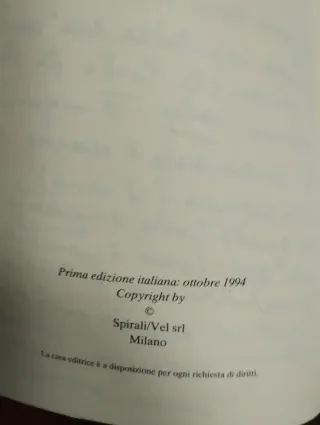 Prima edizione italiana: ottobre 1994
Copyright by
©
Spirali/Vel srl
Milano
La casa editrice è a disposizione per ogni richiesta di diritti.